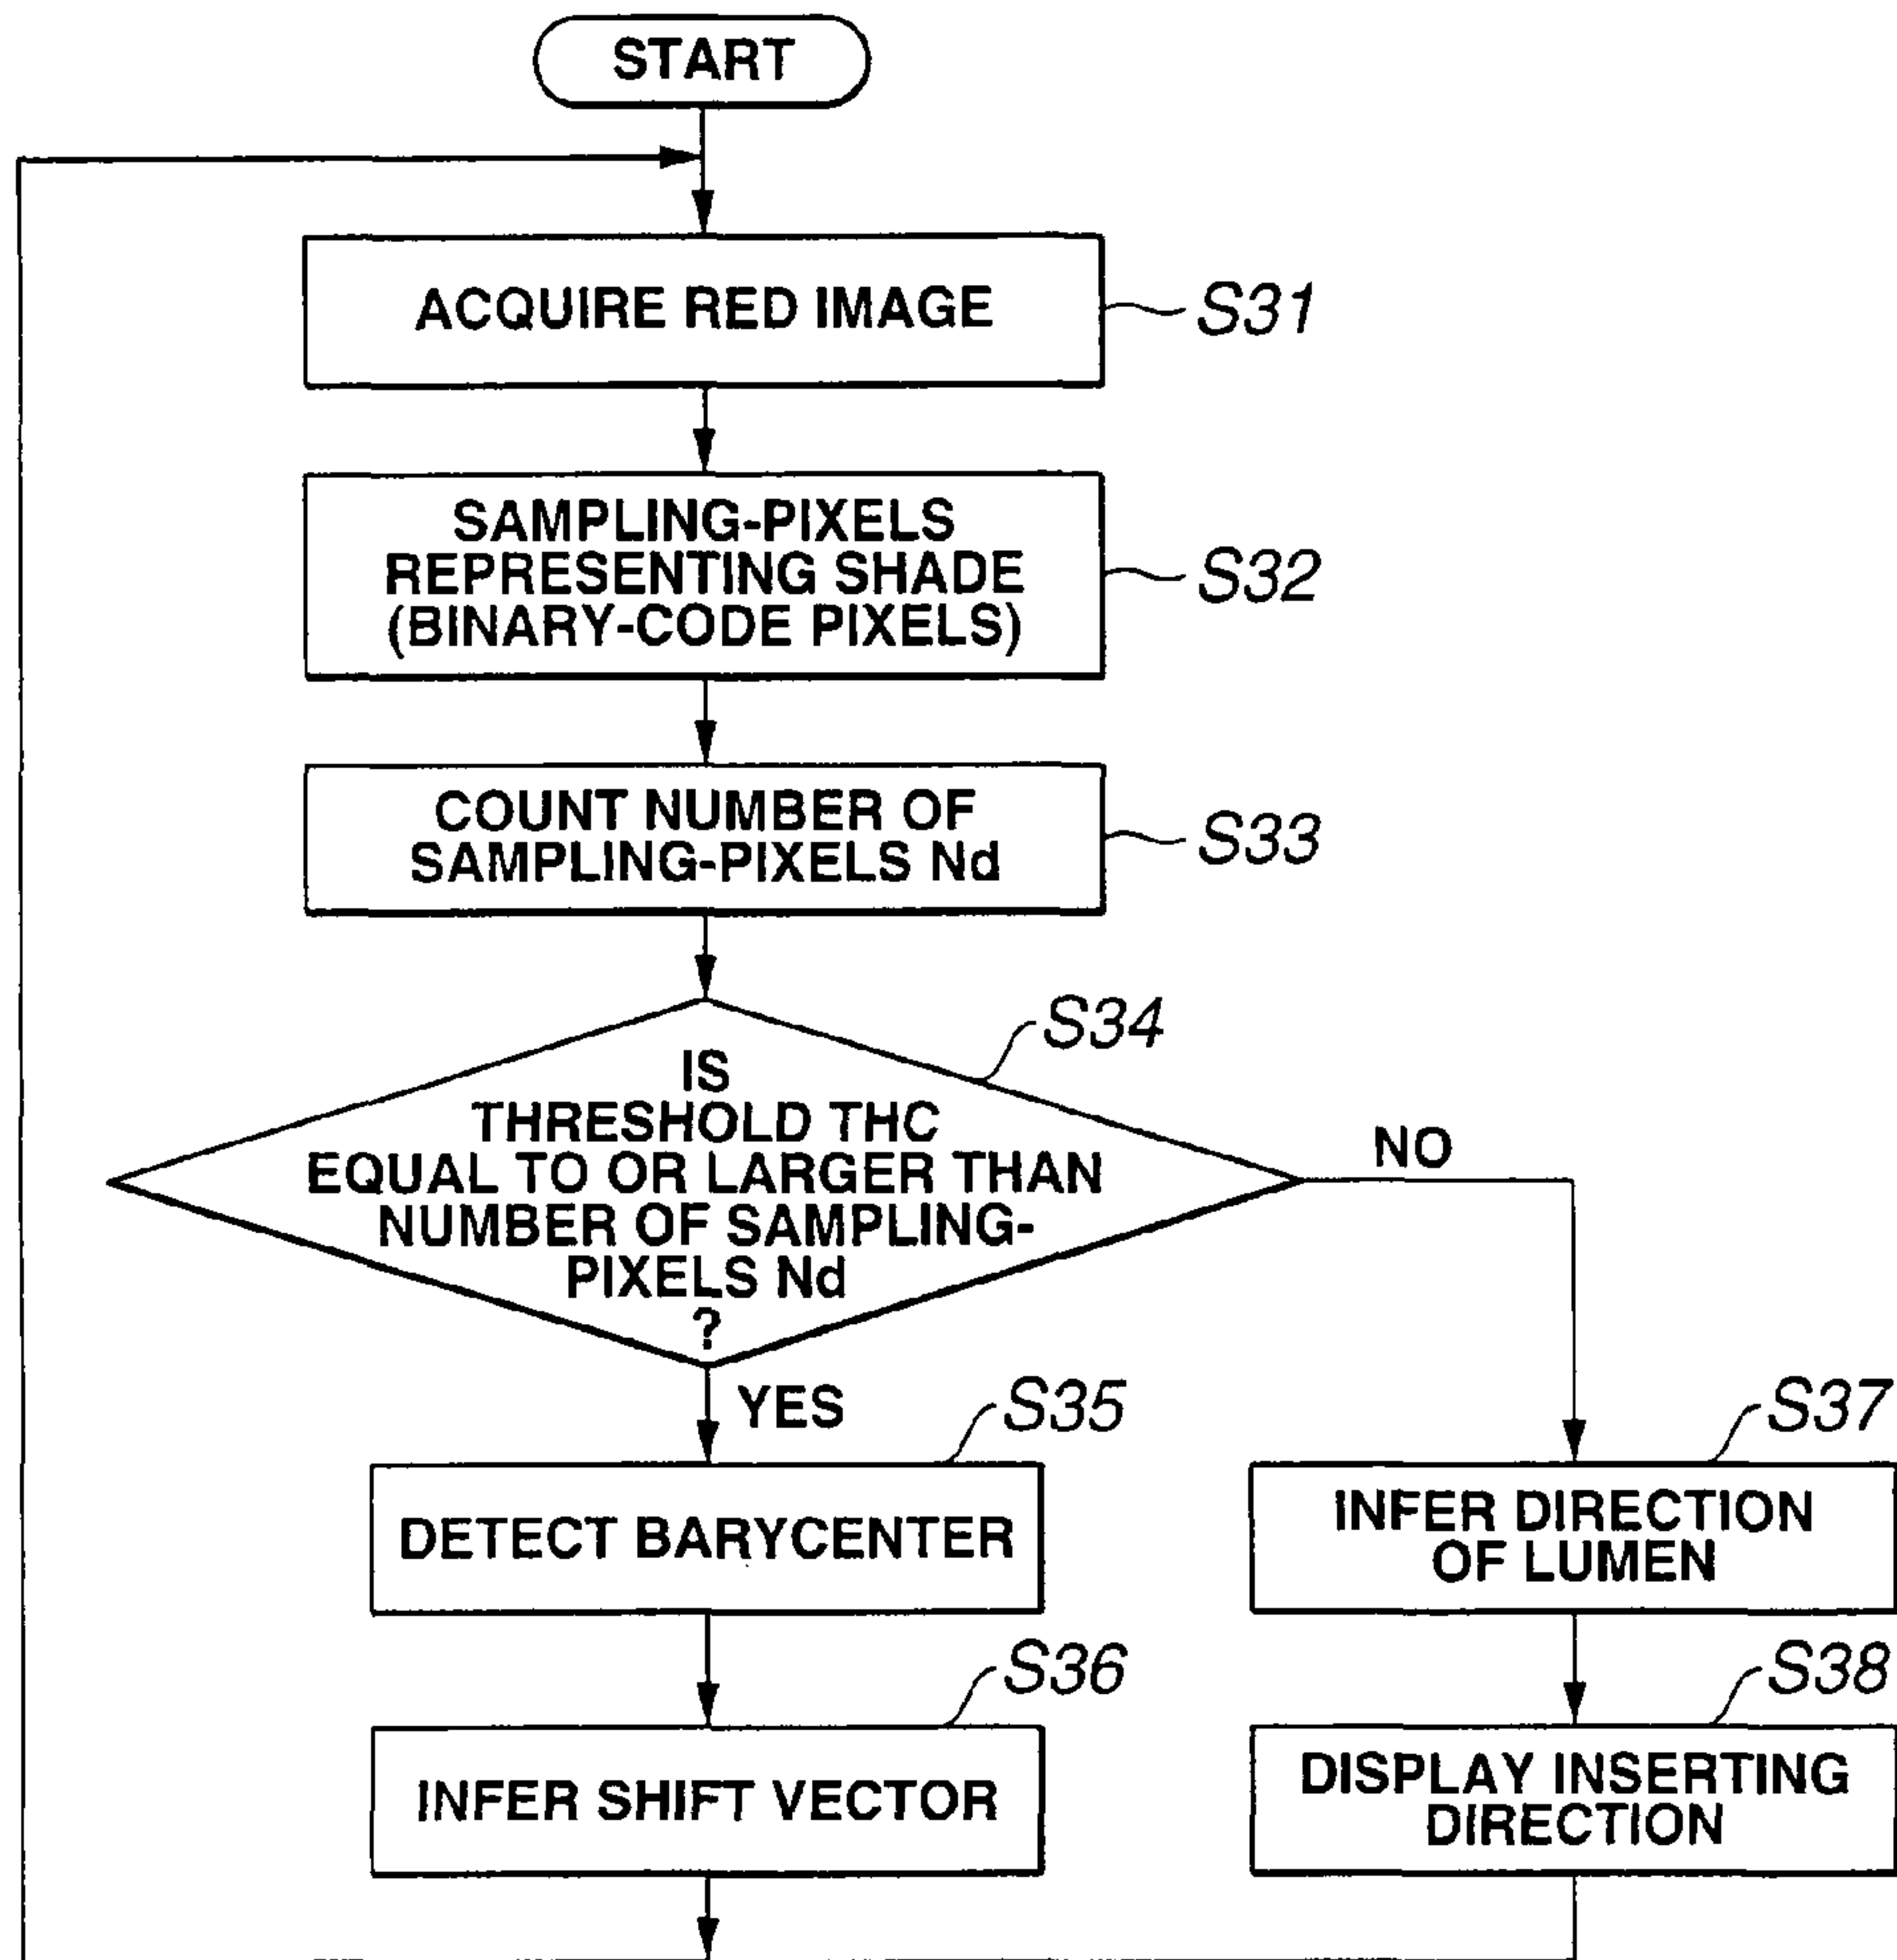 START
ACQUIRE RED IMAGE
S31
SAMPLING-PIXELS
REPRESENTING SHADE
(BINARY-CODE PIXELS)
S32
COUNT NUMBER OF
SAMPLING-PIXELS Nd
S33
S34
IS
THRESHOLD THC
EQUAL TO OR LARGER THAN
NUMBER OF SAMPLING-
PIXELS Nd
?
NO
YES
S35
DETECT BARYCENTER
S37
INFER DIRECTION
OF LUMEN
S36
INFER SHIFT VECTOR
S38
DISPLAY INSERTING
DIRECTION